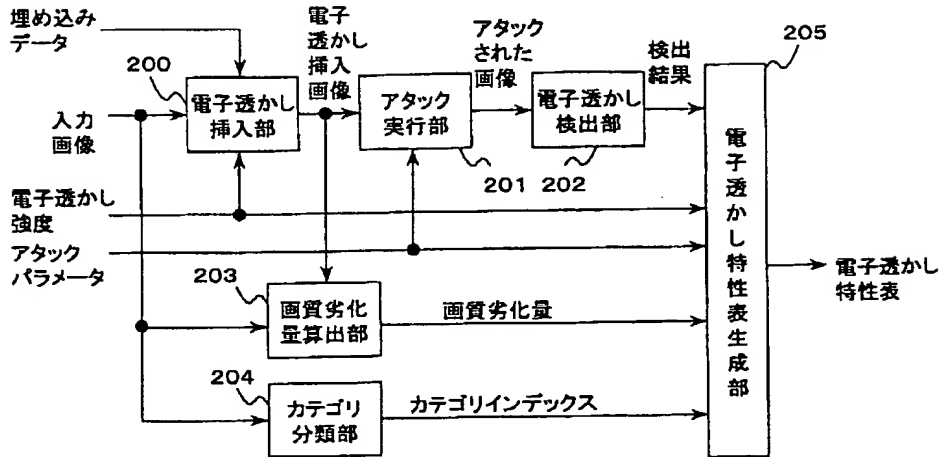 埋め込み
データ
200
電子透かし
挿入部
電子
透かし
挿入
画像
アタック
実行部
201
アタック
された
画像
電子透かし
検出部
202
検出
結果
205
入力
画像
電子透かし
強度
アタック
パラメータ
203
画質劣化
量算出部
画質劣化量
204
カテゴリ
分類部
カテゴリインデックス
電子透かし特性表生成部
電子透かし
特性表